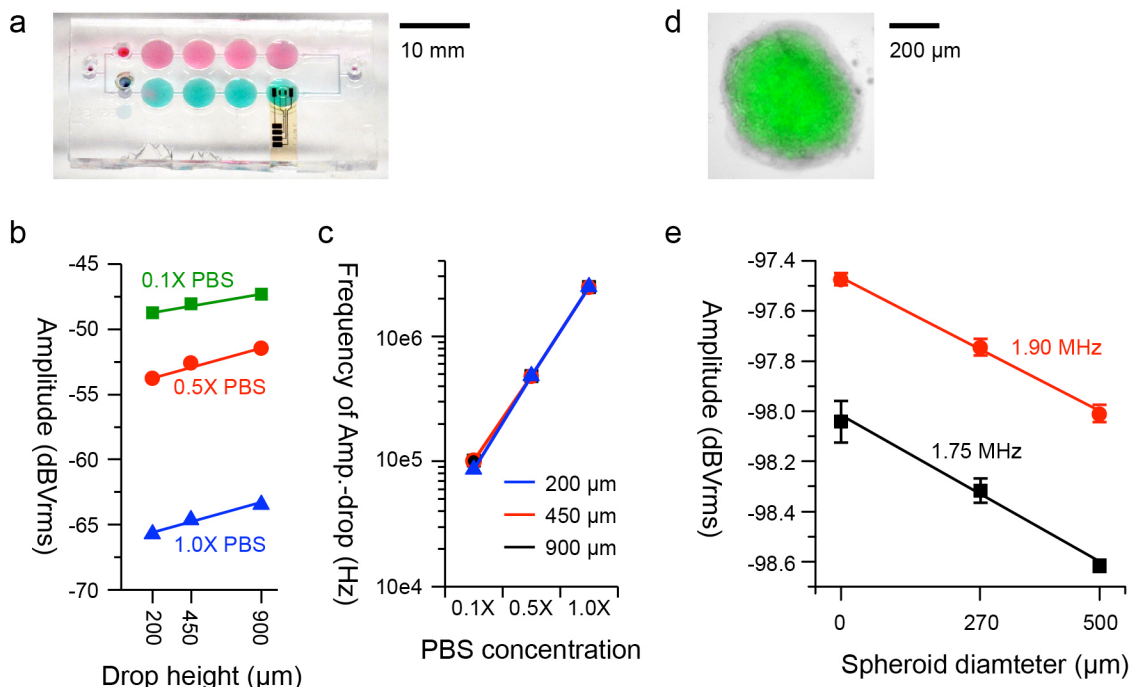 a
10 mm
d
200 µm
b
Amplitude (dBVrms)
-45
-50
-55
-60
-65
-70
0.1X PBS
0.5X PBS
1.0X PBS
200
450
900
Drop height (µm)
c
Frequency of Amp.-drop (Hz)
10e6
10e5
10e4
200 µm
450 µm
900 µm
0.1X
0.5X
1.0X
PBS concentration
e
Amplitude (dBVrms)
-97.4
-97.6
-97.8
-98.0
-98.2
-98.4
-98.6
1.90 MHz
1.75 MHz
0
270
500
Spheroid diamteter (µm)